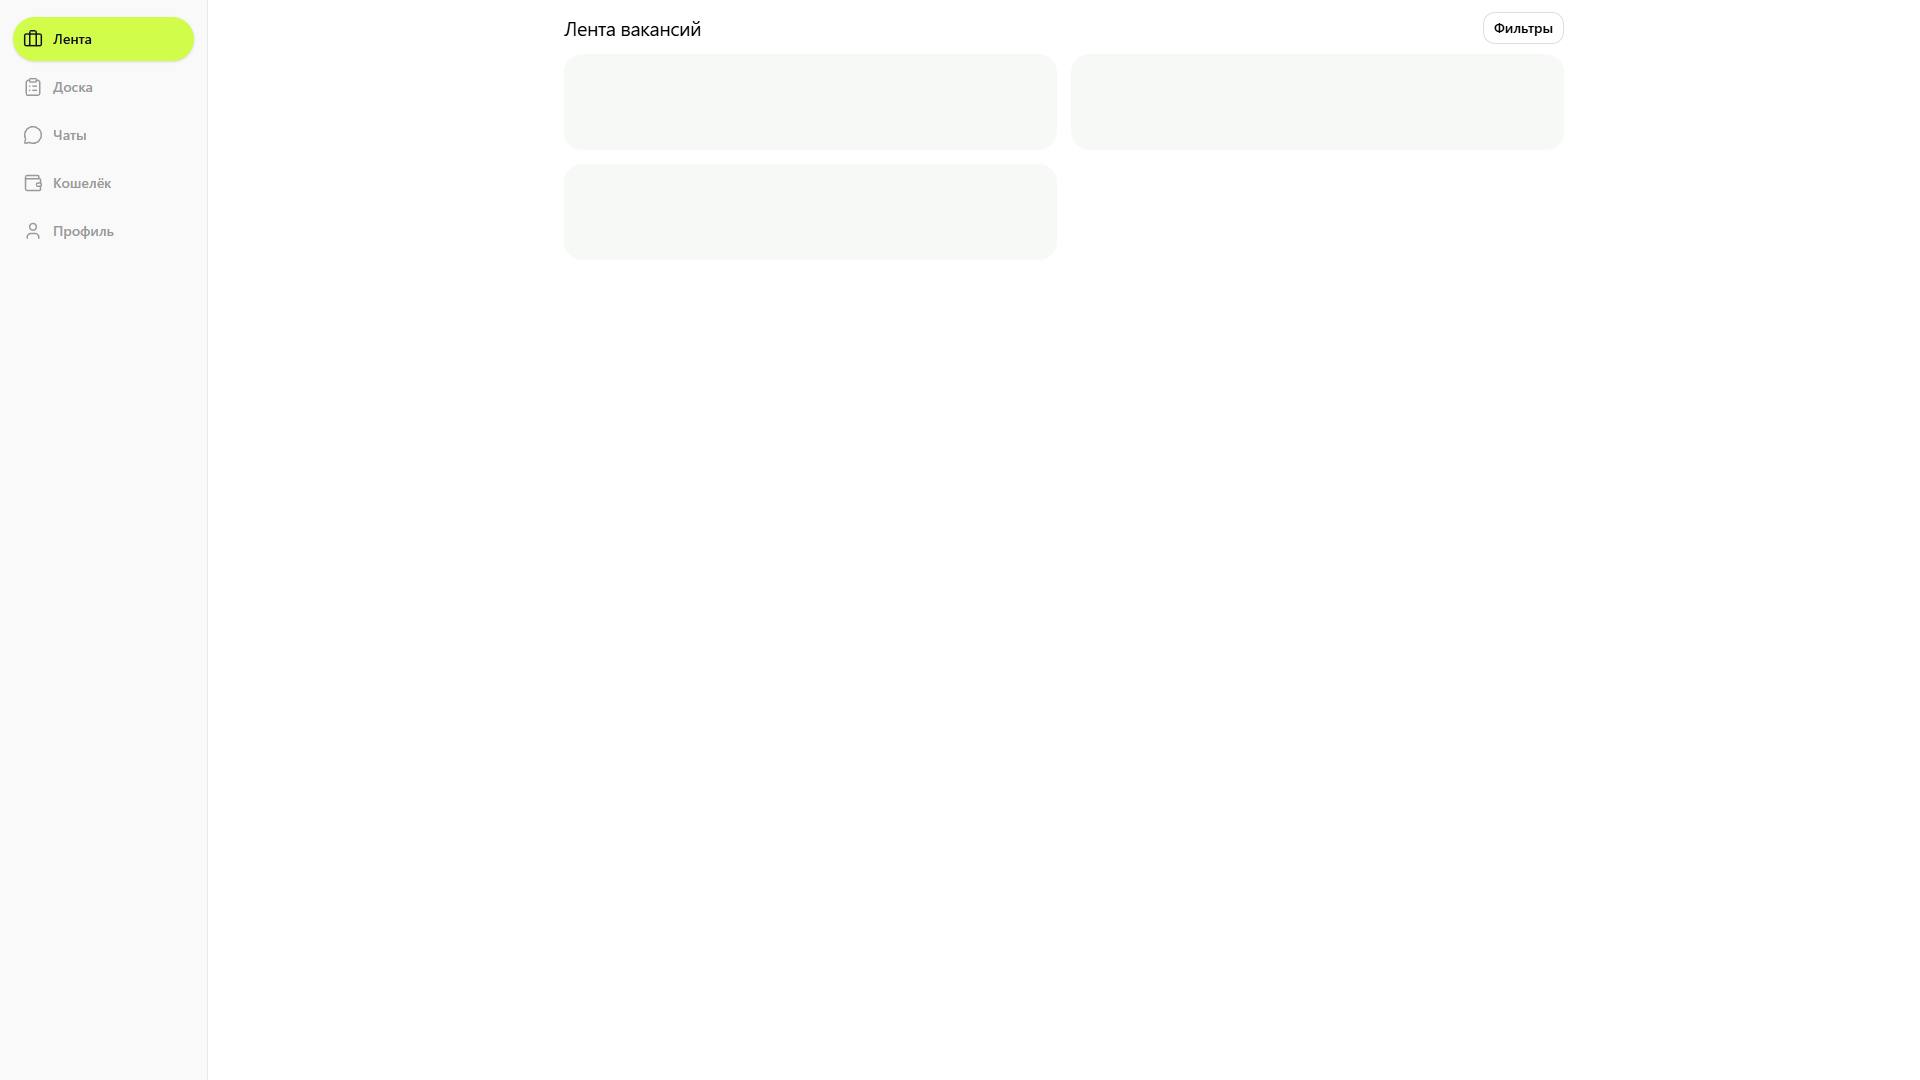 Лента
Доска
Чаты
Кошелёк
Профиль
Лента вакансий
Фильтры